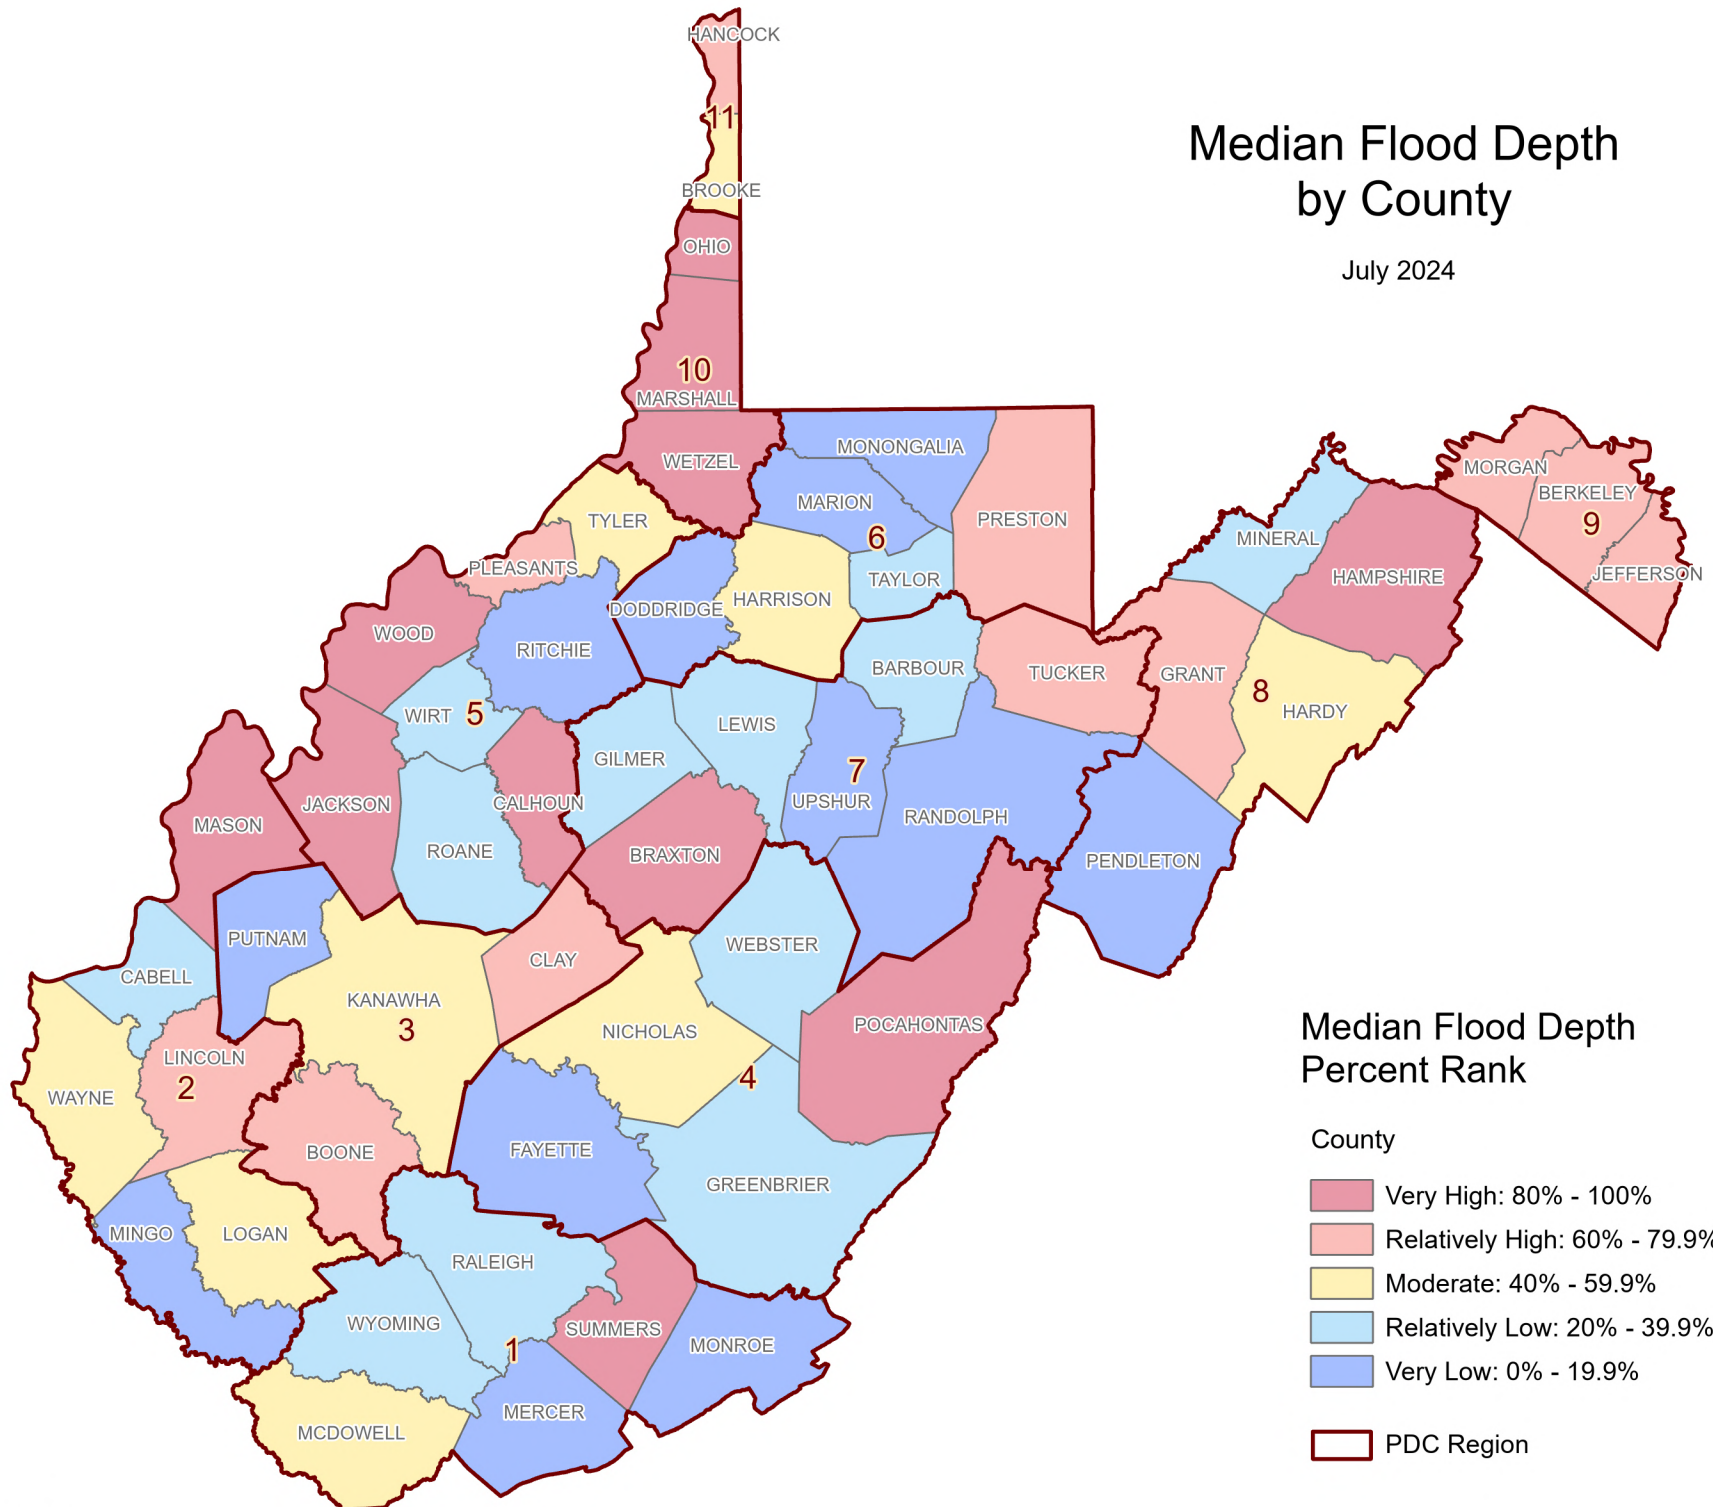 HANCOCK
11
BROOKE
OHIO
10
MARSHALL
WETZEL
Median Flood Depth
by County
July 2024
MONONGALIA
MARION
6
PRESTON
TAYLOR
TYLER
PLEASANTS
DODDRIDGE
HARRISON
WOOD
RITCHIE
WIRT
5
BARBOUR
TUCKER
GRANT
8
HARDY
MINERAL
HAMPSHIRE
MORGAN
BERKELEY
9
JEFFERSON
GILMER
LEWIS
7
UPSHUR
RANDOLPH
PENDLETON
MASON
JACKSON
CALHOUN
ROANE
BRAXTON
PUTNAM
CABELL
KANAWHA
3
CLAY
WEBSTER
NICHOLAS
POCAHONTAS
LINCOLN
2
WAYNE
4
BOONE
FAYETTE
GREENBRIER
MINGO
LOGAN
RALEIGH
WYOMING
SUMMERS
1
MONROE
MERCER
MCDOWELL
Median Flood Depth
Percent Rank
County
Very High: 80% - 100%
Relatively High: 60% - 79.9%
Moderate: 40% - 59.9%
Relatively Low: 20% - 39.9%
Very Low: 0% - 19.9%
PDC Region